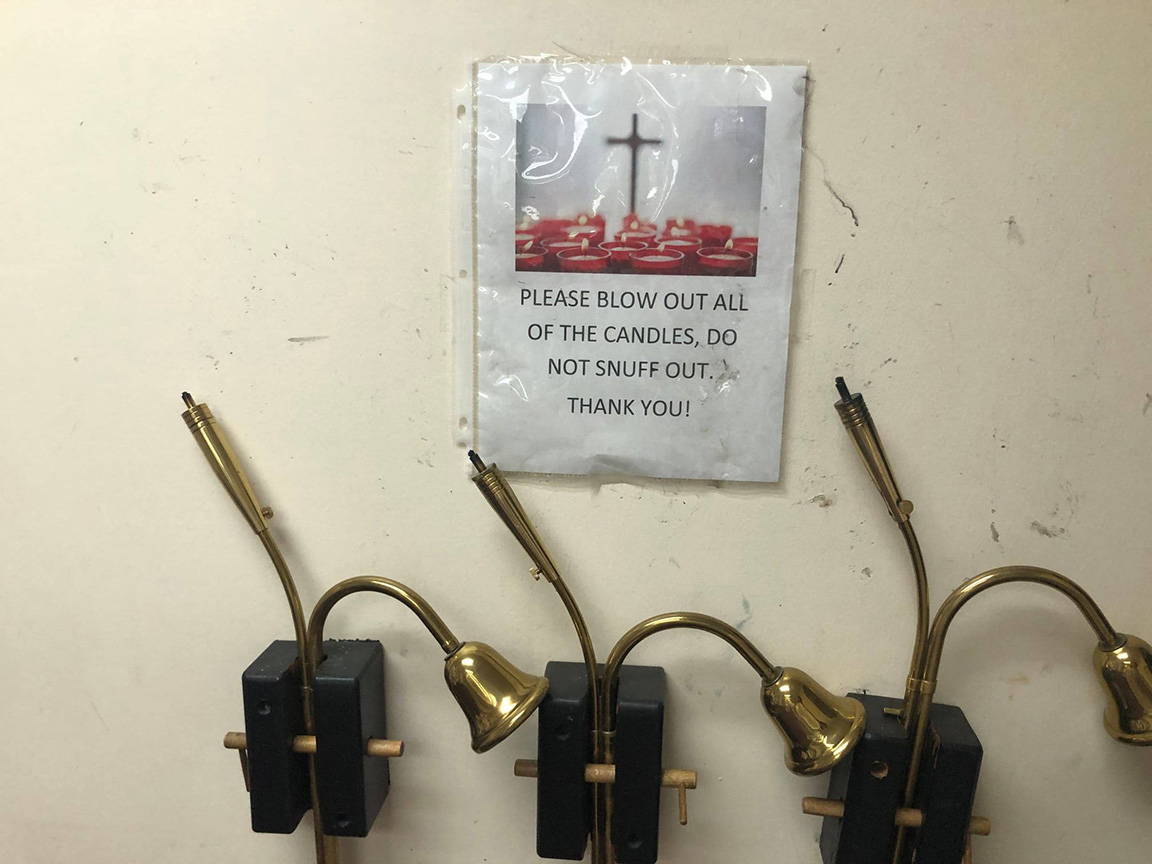 PLEASE BLOW OUT ALL
OF THE CANDLES, DO
NOT SNUFF OUT.
THANK YOU!